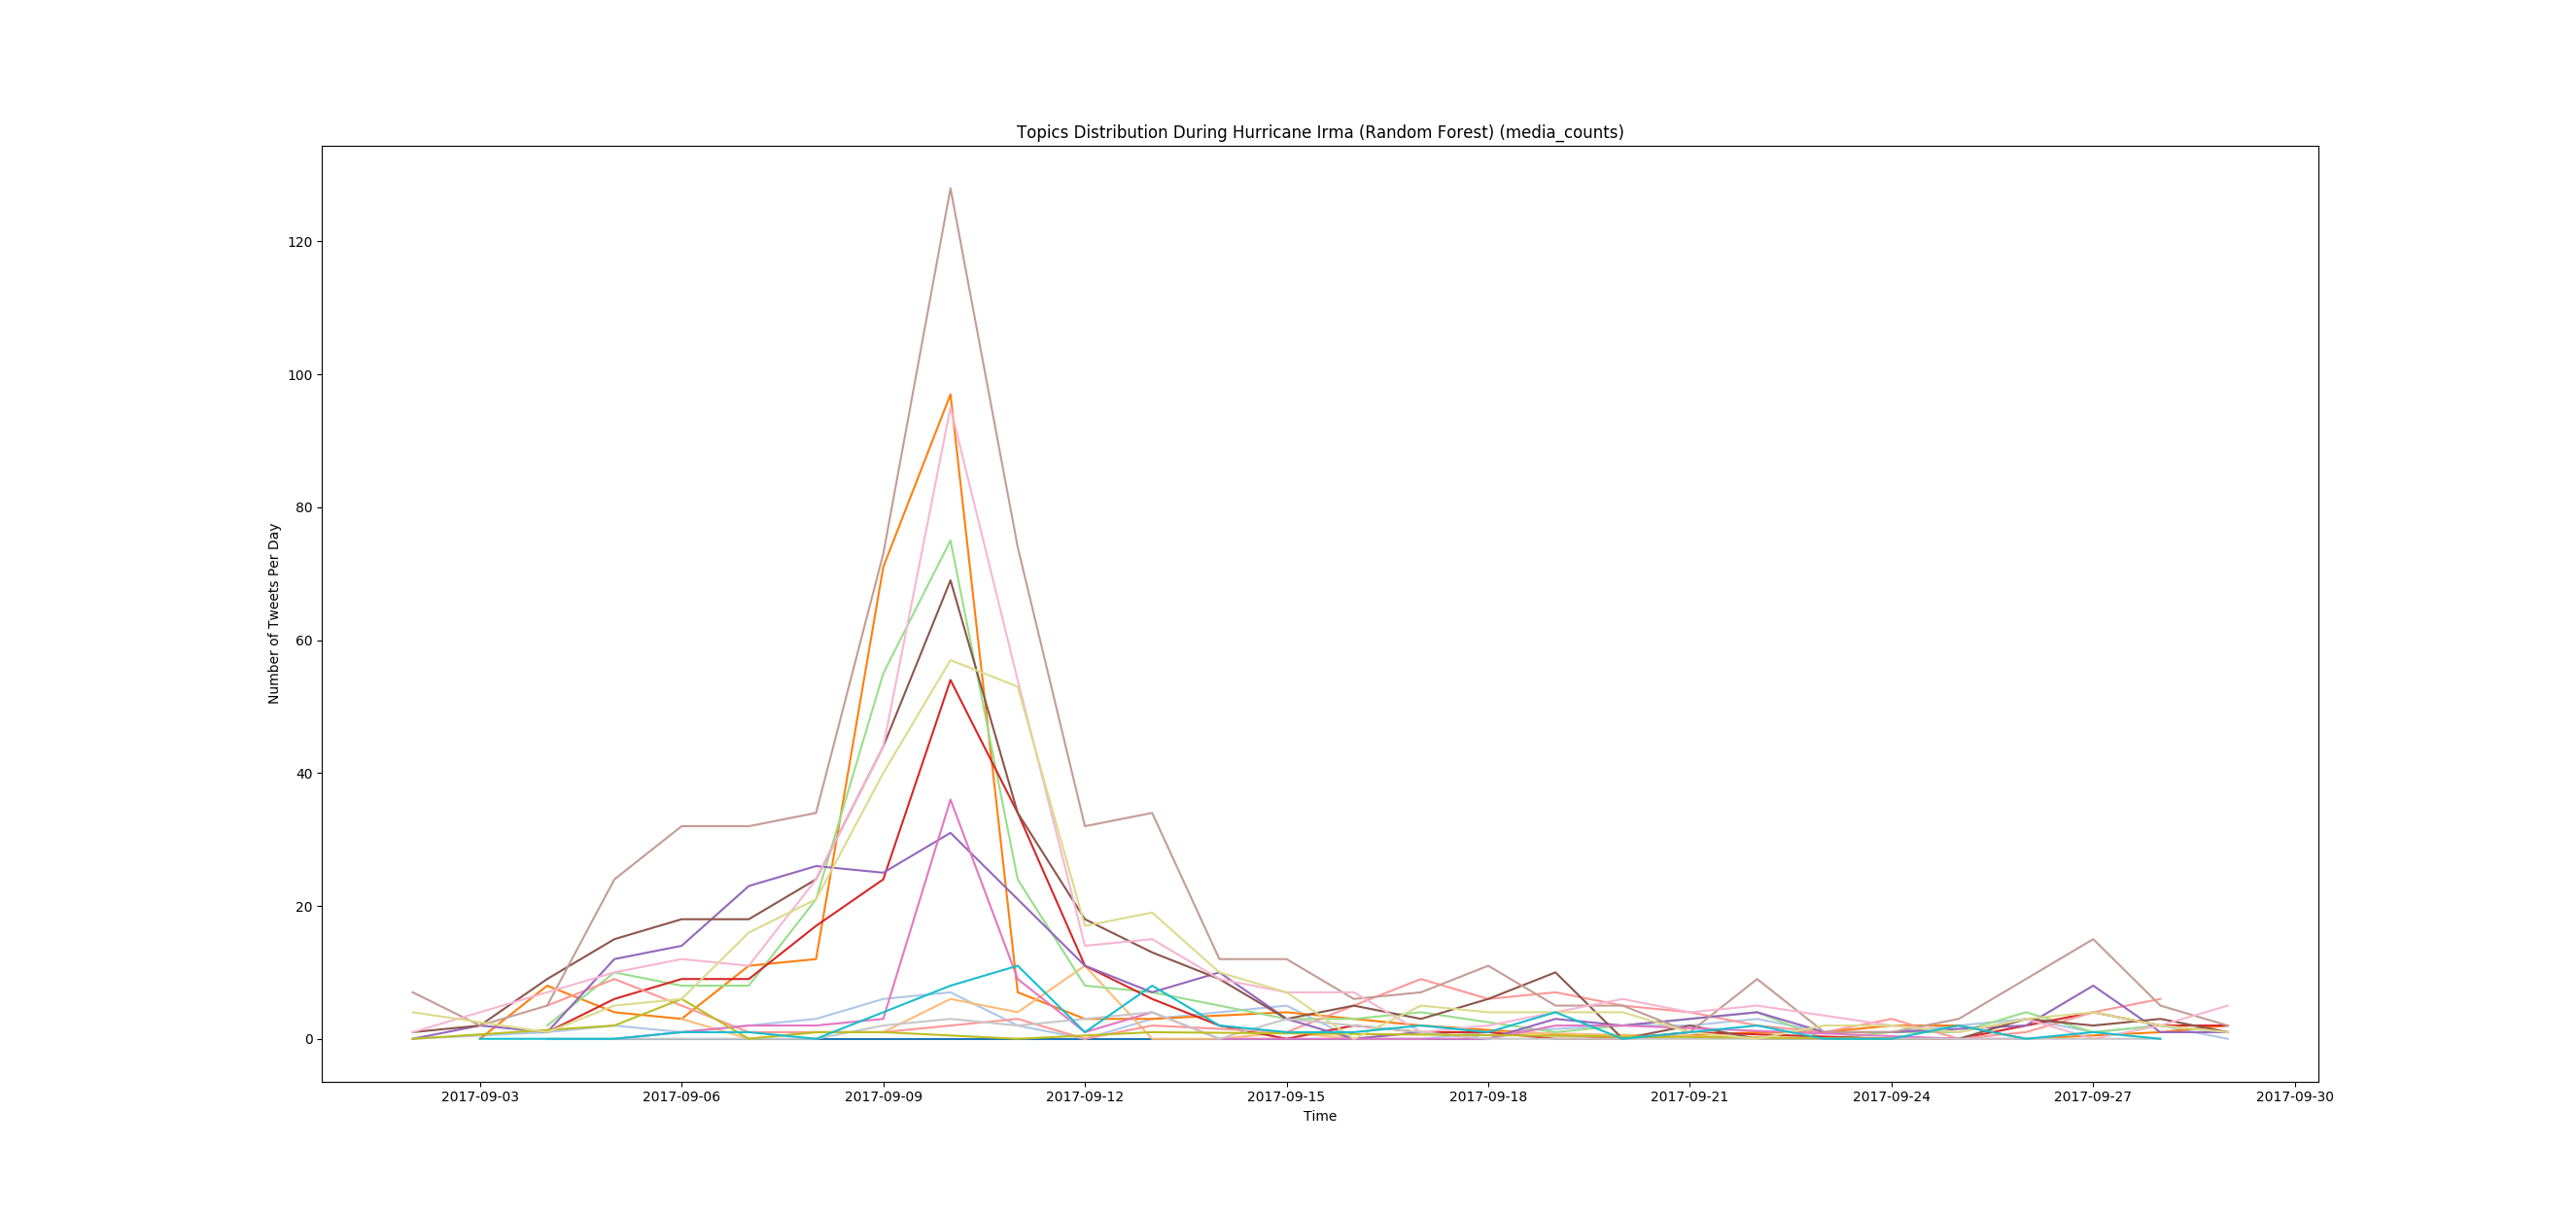 Topics Distribution During Hurricane Irma (Random Forest) (media_counts)
Number of Tweets Per Day
120
100
80
60
40
20
0
2017-09-03 2017-09-06 2017-09-09 2017-09-12 2017-09-15 2017-09-18 2017-09-21 2017-09-24 2017-09-27 2017-09-30
Time